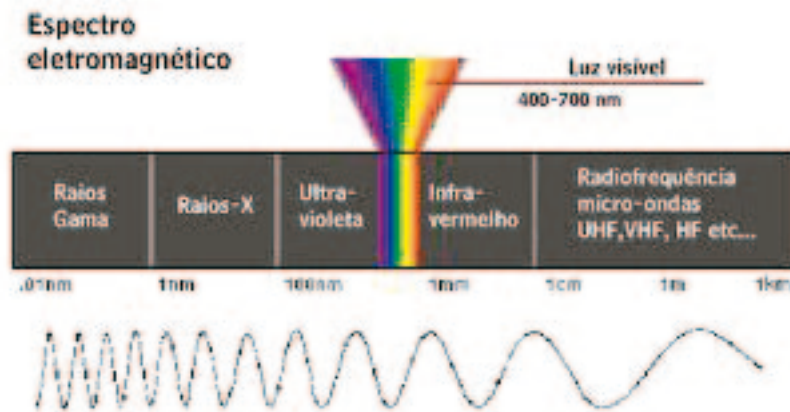 Espectro
eletromagnético
Luz visível
400-700 nm
Raios
Gama
Raios-X
Ultra-
violeta
Infra-
vermelho
Radiofrequência
micro-ondas
UHF,VHF, HF etc...
.01nm
1nm
100nm
1mm
1cm
1m
1km